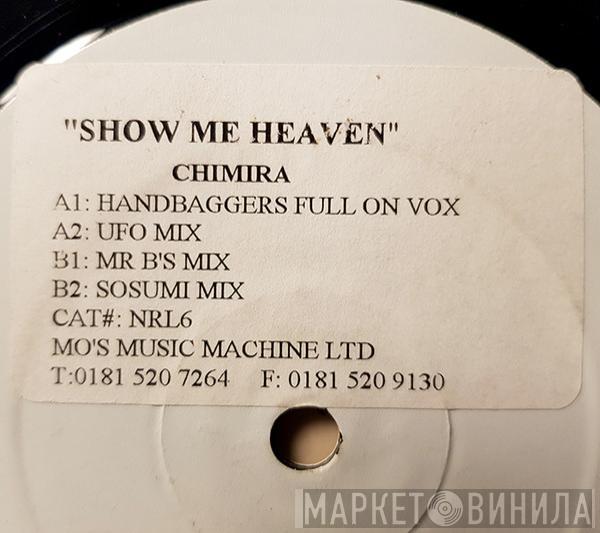 "SHOW ME HEAVEN"
CHIMIRA
A1: HANDBAGGERS FULL ON VOX
A2: UFO MIX
B1: MR B'S MIX
B2: SOSUMI MIX
CAT#: NRL6
MO'S MUSIC MACHINE LTD
T:0181 520 7264 F: 0181 520 9130
МАРКЕТ ВИНИЛА